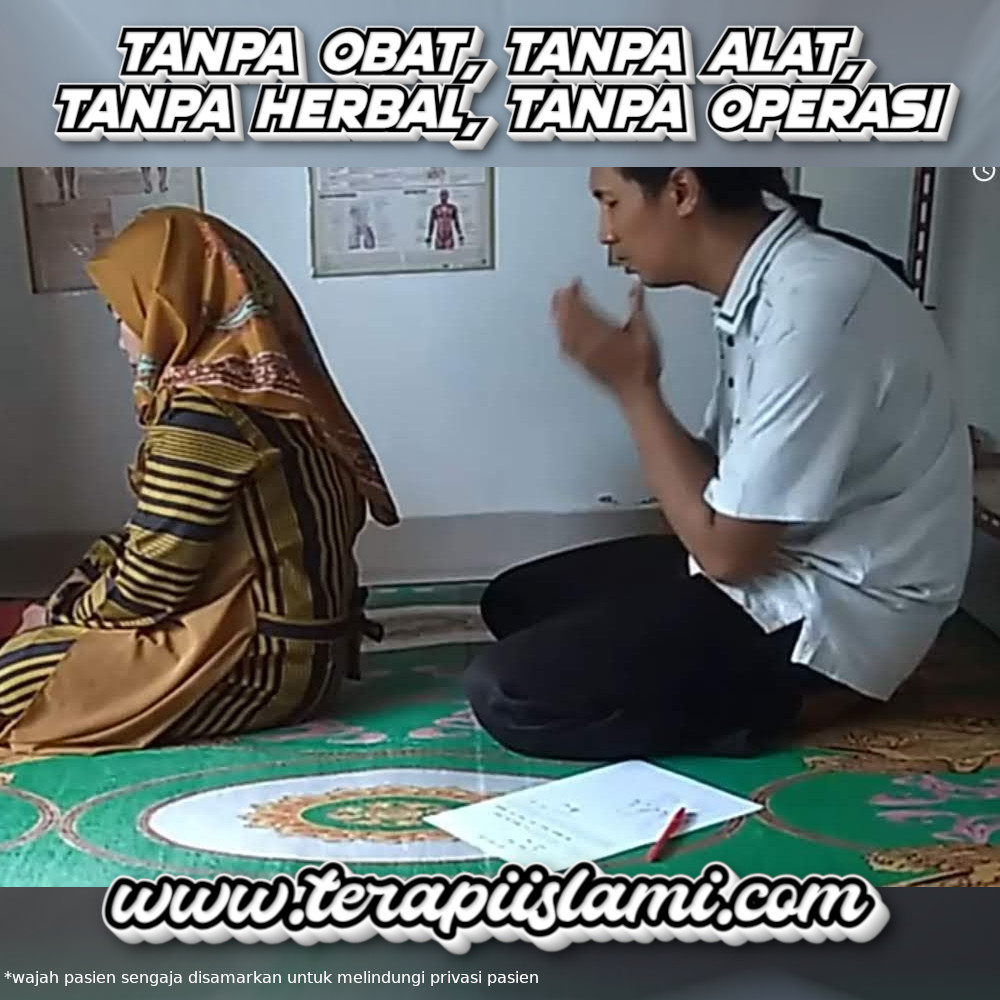 TANPA OBAT, TANPA ALAT,
TANPA HERBAL, TANPA OPERASI
www.terapiislami.com
*wajah pasien sengaja disamarkan untuk melindungi privasi pasien